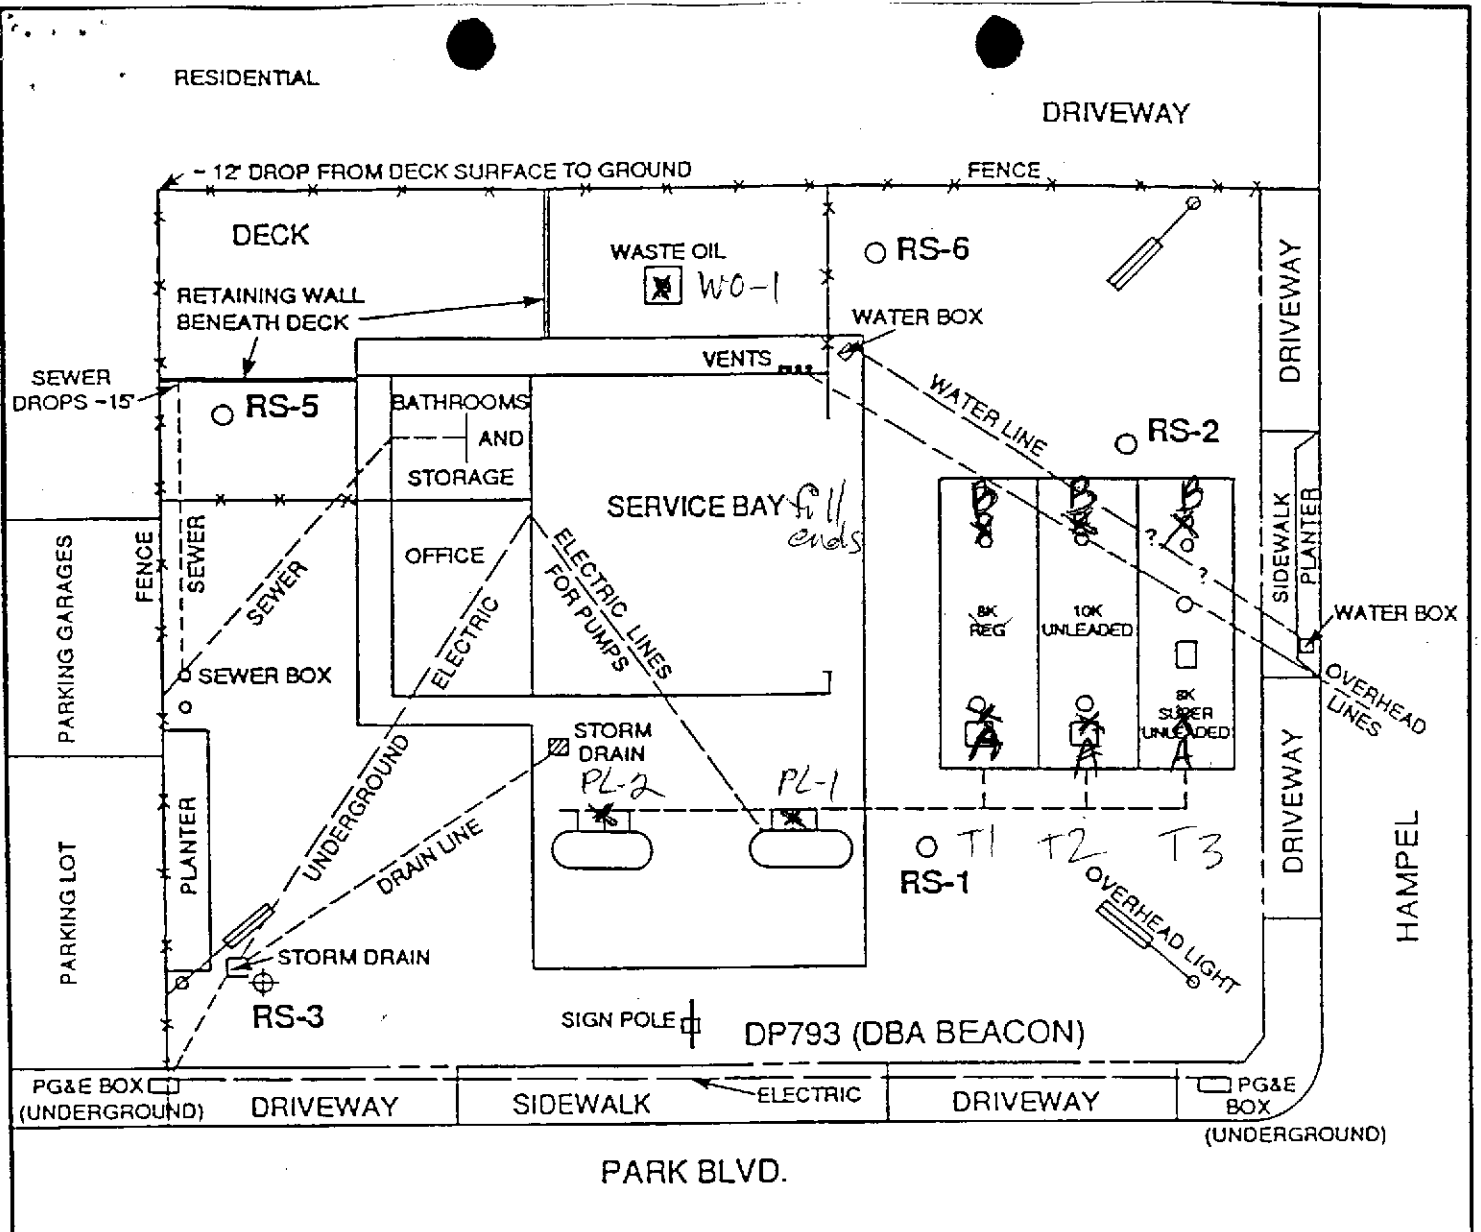 RESIDENTIAL
DRIVEWAY
~ 12' DROP FROM DECK SURFACE TO GROUND
FENCE
DECK
WASTE OIL
WO-1
RS-6
RETAINING WALL
BENEATH DECK
WATER BOX
VENTS
DRIVEWAY
SEWER
DROPS ~15'
RS-5
BATHROOMS
AND
STORAGE
WATER LINE
RS-2
SERVICE BAY
fill
ends
B
B
B
?
?
SIDEWALK
PLANTER
PARKING GARAGES
FENCE
SEWER
SEWER
OFFICE
ELECTRIC
ELECTRIC LINES
FOR PUMPS
8K
REG
10K
UNLEADED
8K
SUPER
UNLEADED
WATER BOX
OVERHEAD
LINES
SEWER BOX
A
A
A
STORM
DRAIN
PL-2
PL-1
UNDERGROUND
DRAIN LINE
PLANTER
PARKING LOT
T1
T2
T3
RS-1
DRIVEWAY
HAMPEL
OVERHEAD LIGHT
STORM DRAIN
RS-3
SIGN POLE
DP793 (DBA BEACON)
PG&E BOX
(UNDERGROUND)
DRIVEWAY
SIDEWALK
ELECTRIC
DRIVEWAY
PG&E
BOX
(UNDERGROUND)
PARK BLVD.